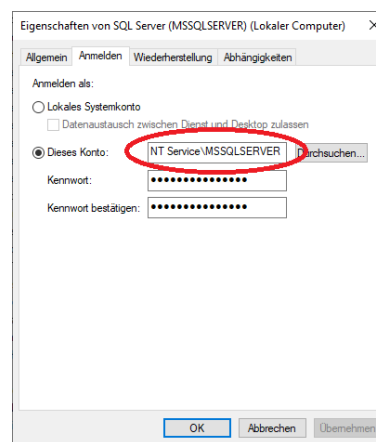 Eigenschaften von SQL Server (MSSQLSERVER) (Lokaler Computer)
Allgemein Anmelden Wiederherstellung Abhängigkeiten
Anmelden als:
Lokales Systemkonto
Datenaustausch zwischen Dienst und Desktop zulassen
Dieses Konto: NT Service\MSSQLSERVER Durchsuchen...
Kennwort: •••••••••••••••
Kennwort bestätigen: •••••••••••••••
OK Abbrechen Übernehmen